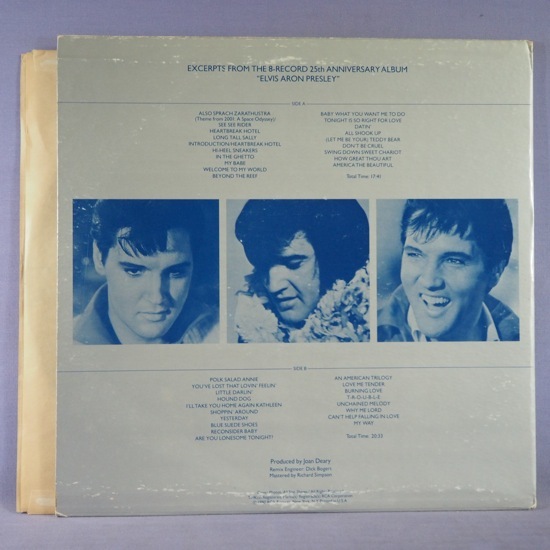 EXCERPTS FROM THE 8-RECORD 25th ANNIVERSARY ALBUM
"ELVIS ARON PRESLEY"
SIDE A
ALSO SPRACH ZARATHUSTRA
(Theme from 2001: A Space Odyssey)
SEE SEE RIDER
HEARTBREAK HOTEL
LONG TALL SALLY
INTRODUCTION/HEARTBREAK HOTEL
HI-HEEL SNEAKERS
IN THE GHETTO
MY BABE
WELCOME TO MY WORLD
BEYOND THE REEF
BABY WHAT YOU WANT ME TO DO
TONIGHT IS SO RIGHT FOR LOVE
DATIN'
ALL SHOOK UP
(LET ME BE YOUR) TEDDY BEAR
DON'T BE CRUEL
SWING DOWN SWEET CHARIOT
HOW GREAT THOU ART
AMERICA THE BEAUTIFUL
Total Time: 17:41
SIDE B
POLK SALAD ANNIE
YOU'VE LOST THAT LOVIN' FEELIN'
LITTLE DARLIN'
HOUND DOG
I'LL TAKE YOU HOME AGAIN KATHLEEN
SHOPPIN' AROUND
YESTERDAY
BLUE SUEDE SHOES
RECONSIDER BABY
ARE YOU LONESOME TONIGHT?
AN AMERICAN TRILOGY
LOVE ME TENDER
BURNING LOVE
T-R-O-U-B-L-E
UNCHAINED MELODY
WHY ME LORD
CAN'T HELP FALLING IN LOVE
MY WAY
Total Time: 20:33
Produced by Joan Deary
Remix Engineer: Dick Bogert
Mastered by Richard Simpson